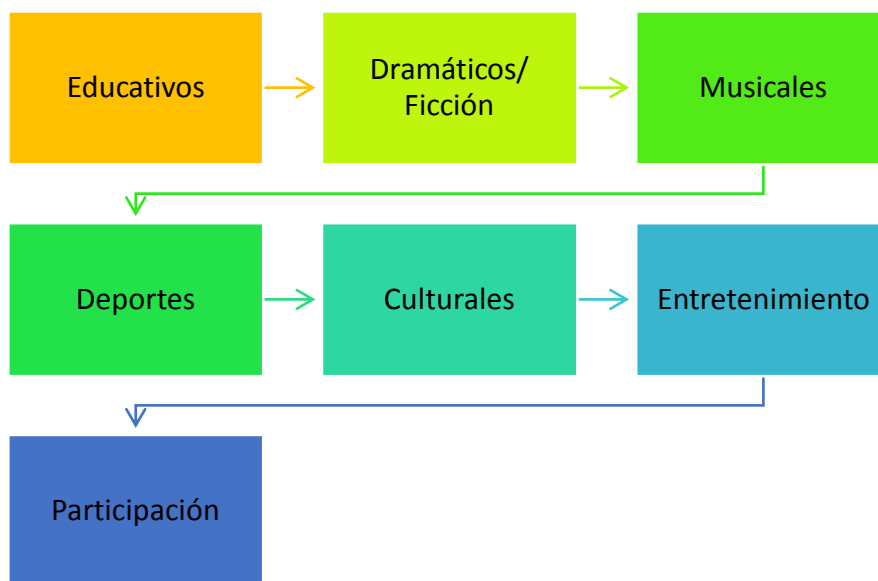 Educativos
Dramáticos/
Ficción
Musicales
Deportes
Culturales
Entretenimiento
Participación